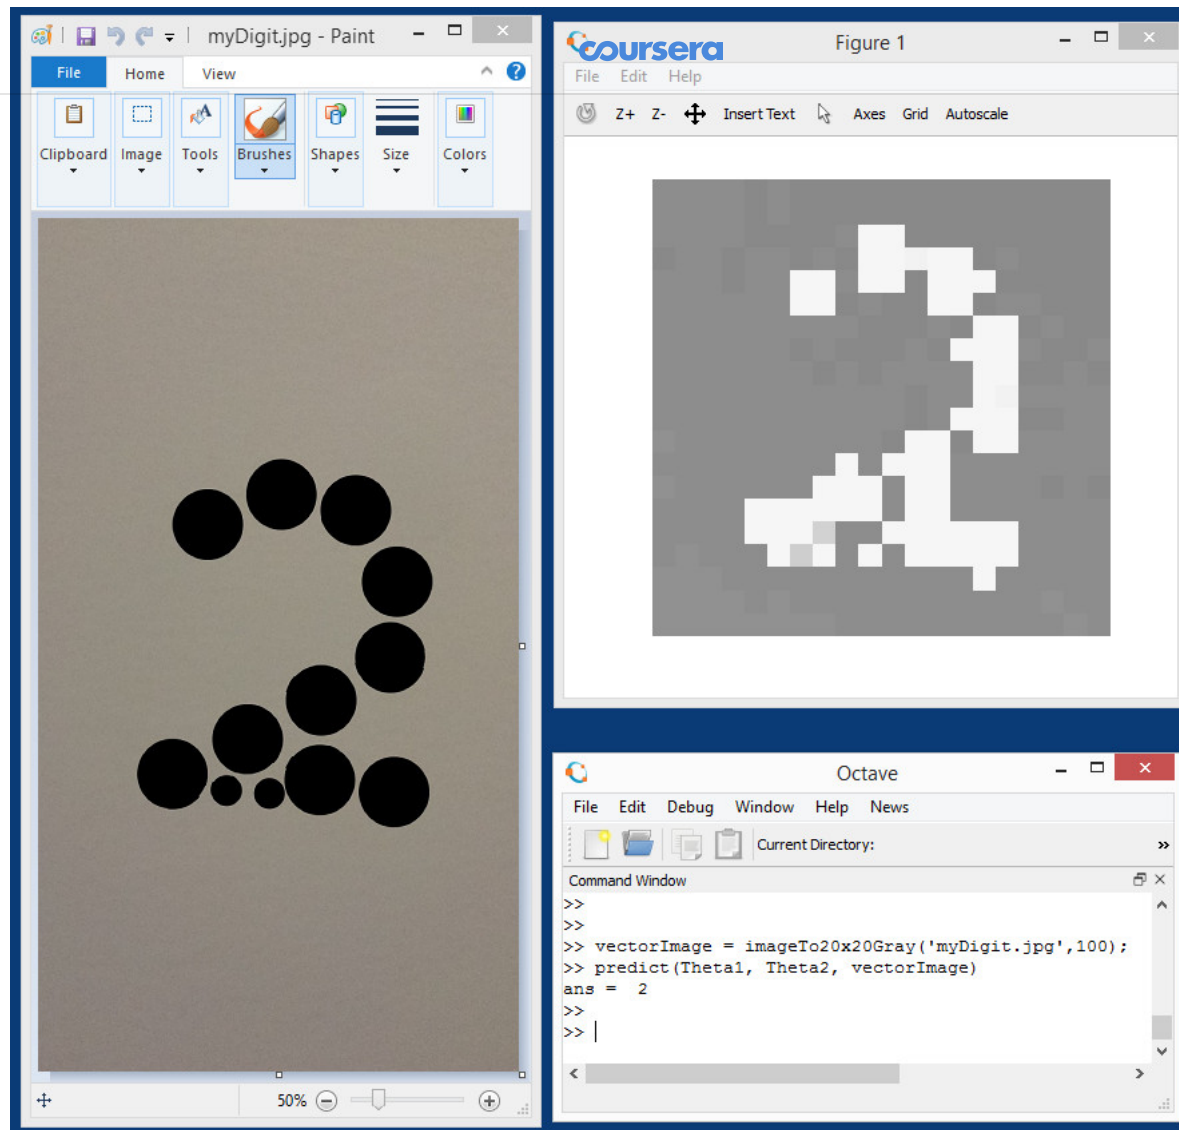 myDigit.jpg - Paint
File Home View
Clipboard Image Tools Brushes Shapes Size Colors
50%
coursera
Figure 1
File Edit Help
Z+ Z- Insert Text Axes Grid Autoscale
Octave
File Edit Debug Window Help News
Current Directory:
»
Command Window
>>
>>
>> vectorImage = imageTo20x20Gray('myDigit.jpg',100);
>> predict(Theta1, Theta2, vectorImage)
ans =  2
>>
>>